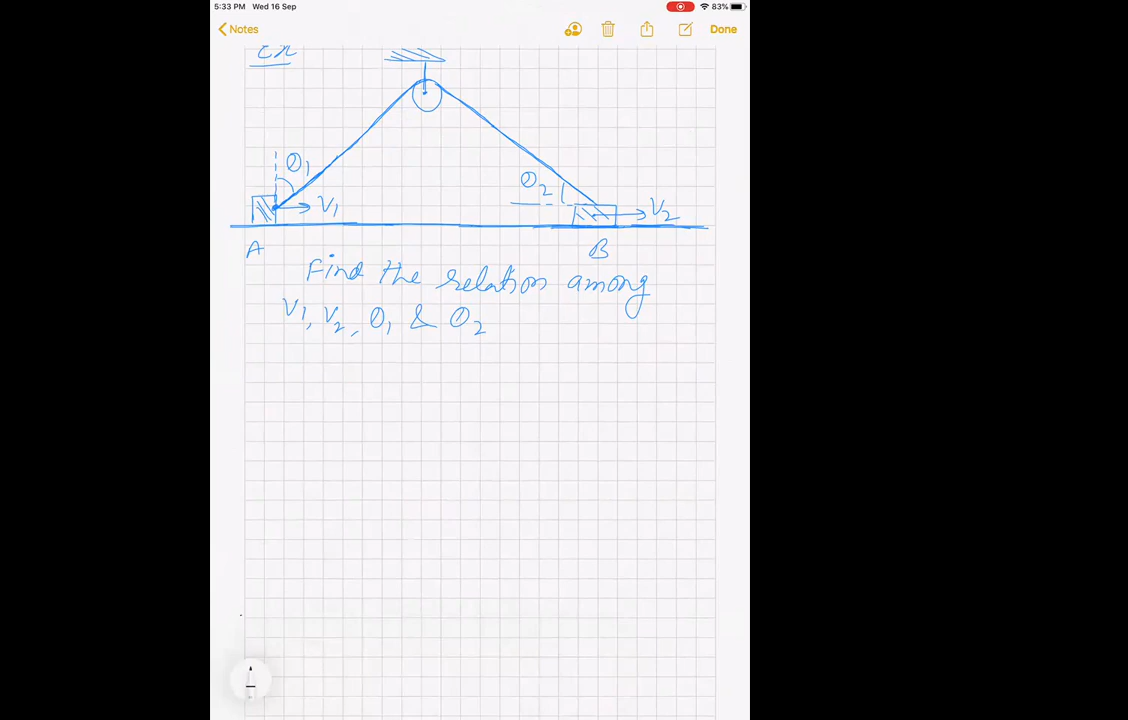 5:33 PM Wed 16 Sep 83%
Notes Done
Ex
θ1
θ2
V1
V2
A B
Find the relation among
V1, V2, θ1 & θ2